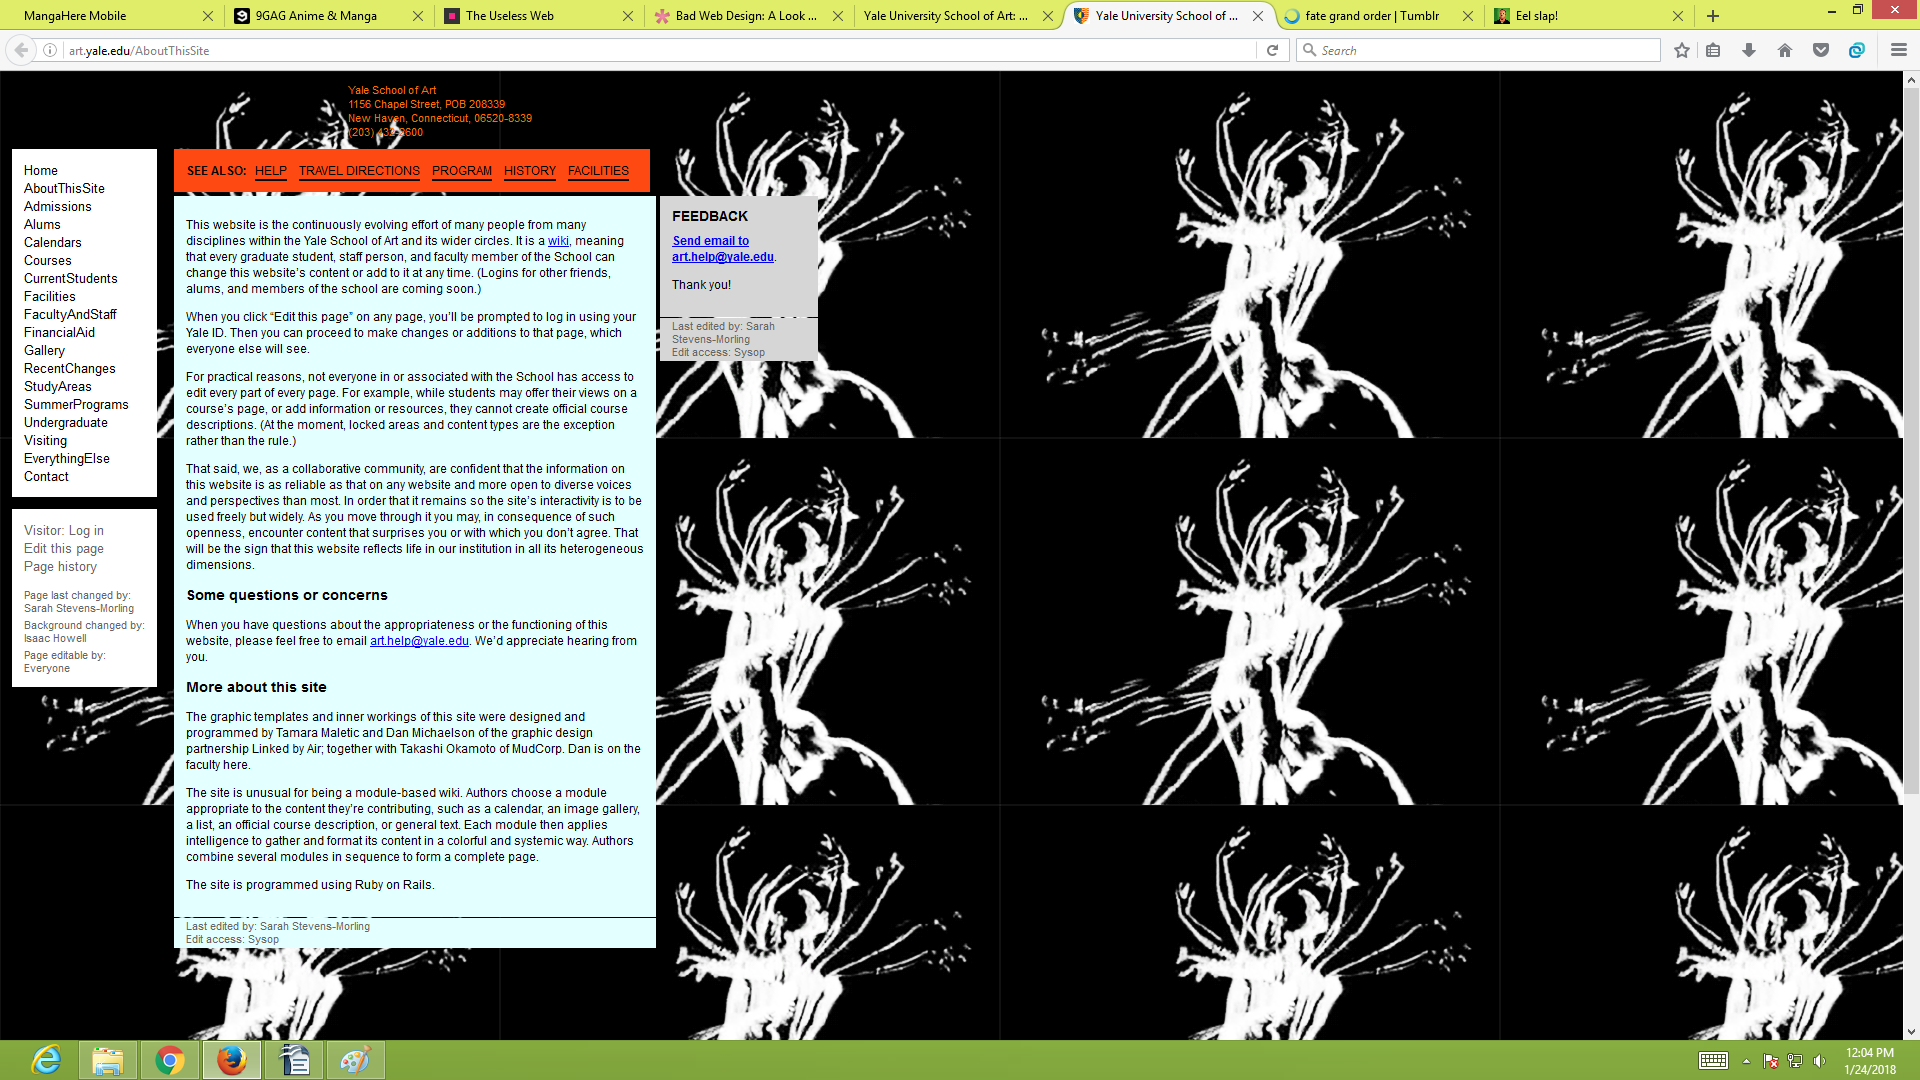 MangaHere Mobile
9GAG Anime & Manga
The Useless Web
Bad Web Design: A Look ...
Yale University School of Art: ...
Yale University School of ...
fate grand order | Tumblr
Eel slap!
art.yale.edu/AboutThisSite
Search
Yale School of Art
1156 Chapel Street, POB 208339
New Haven, Connecticut, 06520-8339
(203) 432-2600
SEE ALSO: HELP TRAVEL DIRECTIONS PROGRAM HISTORY FACILITIES
Home
AboutThisSite
Admissions
Alums
Calendars
Courses
CurrentStudents
Facilities
FacultyAndStaff
FinancialAid
Gallery
RecentChanges
StudyAreas
SummerPrograms
Undergraduate
Visiting
EverythingElse
Contact
Visitor: Log in
Edit this page
Page history
Page last changed by:
Sarah Stevens-Morling
Background changed by:
Isaac Howell
Page editable by:
Everyone
This website is the continuously evolving effort of many people from many
disciplines within the Yale School of Art and its wider circles. It is a wiki, meaning
that every graduate student, staff person, and faculty member of the School can
change this website's content or add to it at any time. (Logins for other friends,
alums, and members of the school are coming soon.)
When you click “Edit this page” on any page, you'll be prompted to log in using your
Yale ID. Then you can proceed to make changes or additions to that page, which
everyone else will see.
For practical reasons, not everyone in or associated with the School has access to
edit every part of every page. For example, while students may offer their views on a
course's page, or add information or resources, they cannot create official course
descriptions. (At the moment, locked areas and content types are the exception
rather than the rule.)
That said, we, as a collaborative community, are confident that the information on
this website is as reliable as that on any website and more open to diverse voices
and perspectives than most. In order that it remains so the site's interactivity is to be
used freely but widely. As you move through it you may, in consequence of such
openness, encounter content that surprises you or with which you don't agree. That
will be the sign that this website reflects life in our institution in all its heterogeneous
dimensions.
Some questions or concerns
When you have questions about the appropriateness or the functioning of this
website, please feel free to email art.help@yale.edu. We'd appreciate hearing from
you.
More about this site
The graphic templates and inner workings of this site were designed and
programmed by Tamara Maletic and Dan Michaelson of the graphic design
partnership Linked by Air; together with Takashi Okamoto of MudCorp. Dan is on the
faculty here.
The site is unusual for being a module-based wiki. Authors choose a module
appropriate to the content they're contributing, such as a calendar, an image gallery,
a list, an official course description, or general text. Each module then applies
intelligence to gather and format its content in a colorful and systemic way. Authors
combine several modules in sequence to form a complete page.
The site is programmed using Ruby on Rails.
Last edited by: Sarah Stevens-Morling
Edit access: Sysop
FEEDBACK
Send email to
art.help@yale.edu.
Thank you!
Last edited by: Sarah
Stevens-Morling
Edit access: Sysop
12:04 PM
1/24/2018